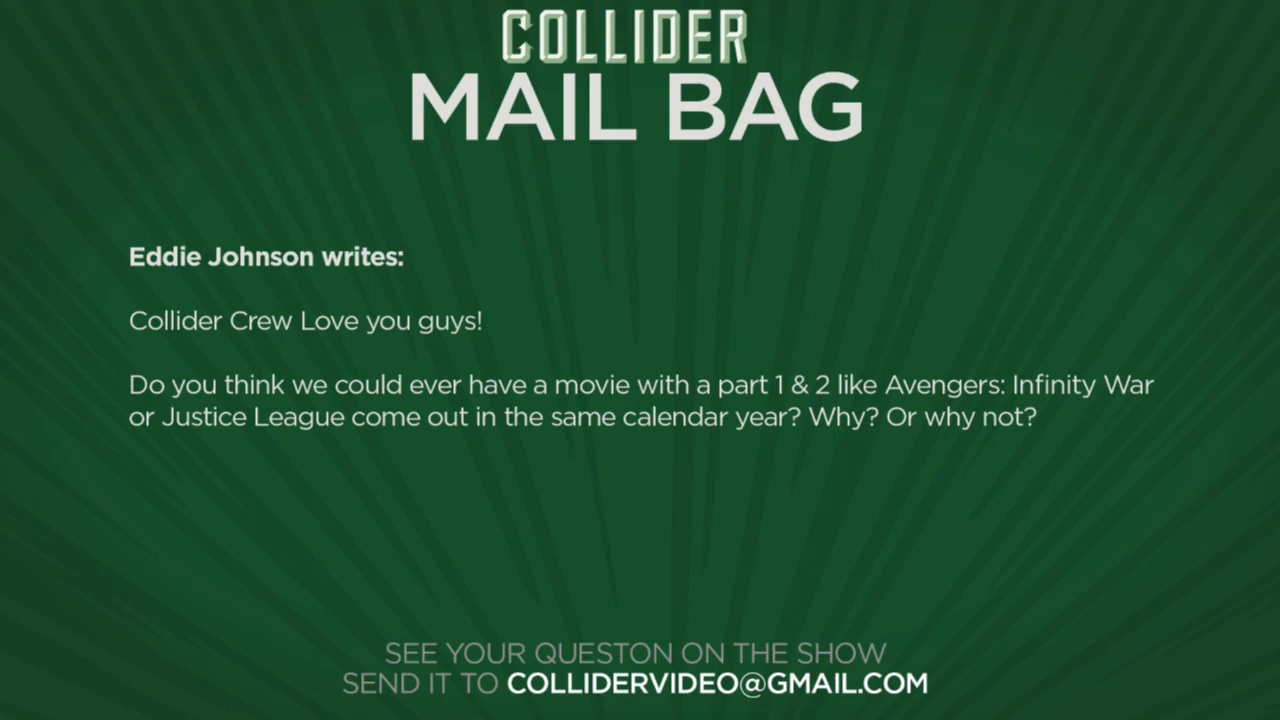 COLLIDER
MAIL BAG
Eddie Johnson writes:
Collider Crew Love you guys!
Do you think we could ever have a movie with a part 1 & 2 like Avengers: Infinity War
or Justice League come out in the same calendar year? Why? Or why not?
SEE YOUR QUESTON ON THE SHOW
SEND IT TO COLLIDERVIDEO@GMAIL.COM